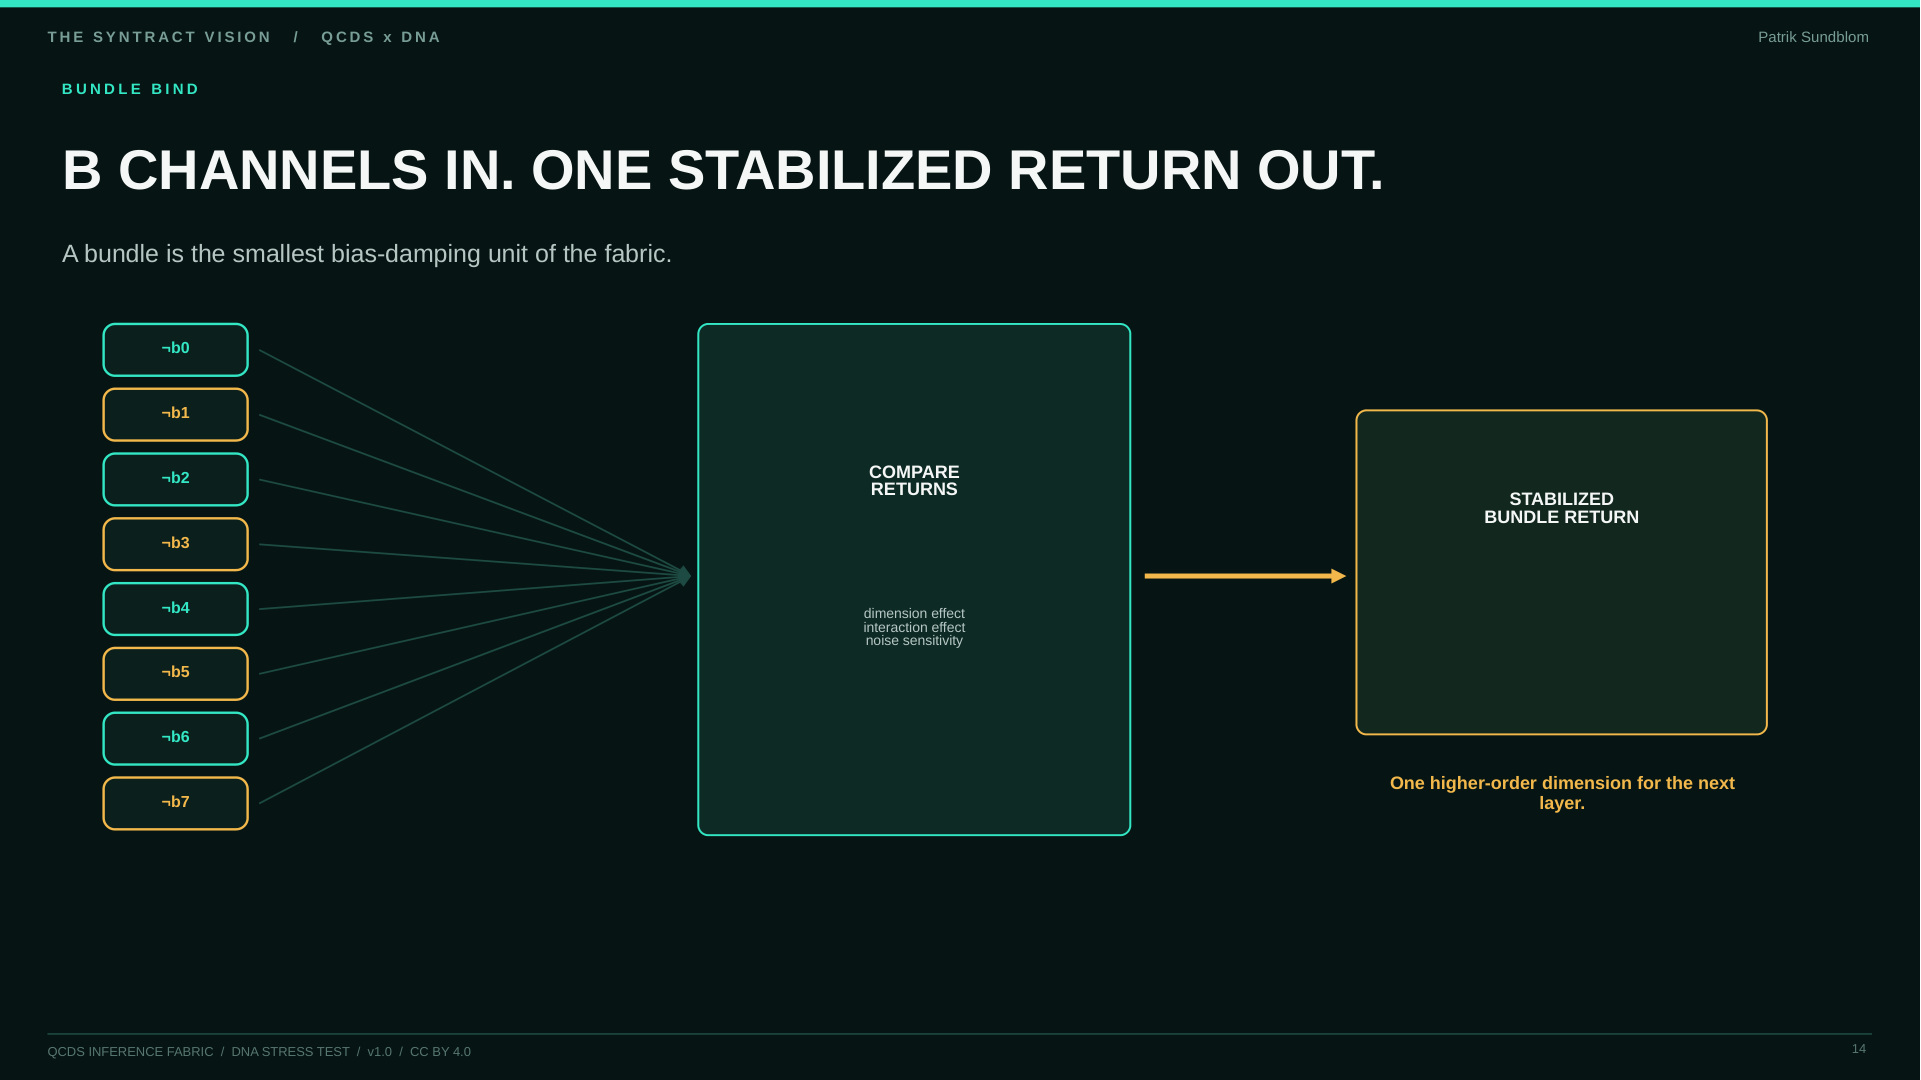 THE SYNTRACT VISION / QCDS x DNA
Patrik Sundblom
BUNDLE BIND
B CHANNELS IN. ONE STABILIZED RETURN OUT.
A bundle is the smallest bias-damping unit of the fabric.
¬b0
¬b1
¬b2
¬b3
¬b4
¬b5
¬b6
¬b7
COMPARE
RETURNS
dimension effect
interaction effect
noise sensitivity
STABILIZED
BUNDLE RETURN
One higher-order dimension for the next
layer.
QCDS INFERENCE FABRIC / DNA STRESS TEST / v1.0 / CC BY 4.0
14